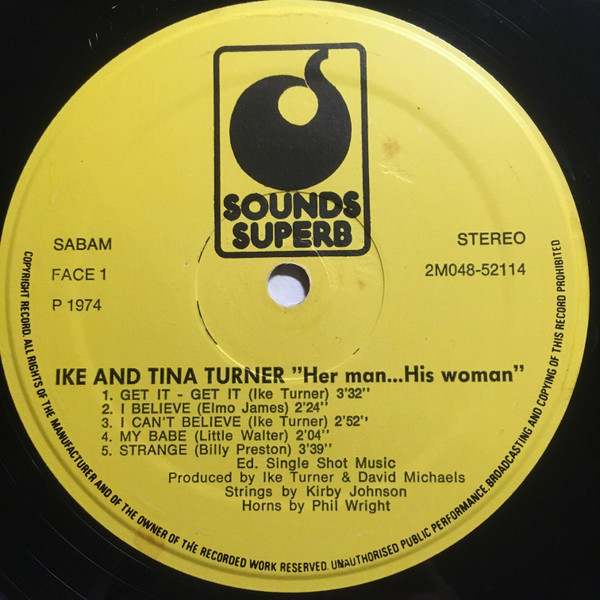 SOUNDS
SUPERB
SABAM
STEREO
FACE 1
2M048-52114
P 1974
IKE AND TINA TURNER "Her man...His woman"
1. GET IT - GET IT (Ike Turner) 3'32''
2. I BELIEVE (Elmo James) 2'24''
3. I CAN'T BELIEVE (Ike Turner) 2'52'
4. MY BABE (Little Walter) 2'04''
5. STRANGE (Billy Preston) 3'39''
Ed. Single Shot Music
Produced by Ike Turner & David Michaels
Strings by Kirby Johnson
Horns by Phil Wright
COPYRIGHT RECORD. ALL RIGHTS OF THE MANUFACTURER AND OF THE OWNER OF THE RECORDED WORK RESERVED. UNAUTHORISED PUBLIC PERFORMANCE, BROADCASTING AND COPYING OF THIS RECORD PROHIBITED